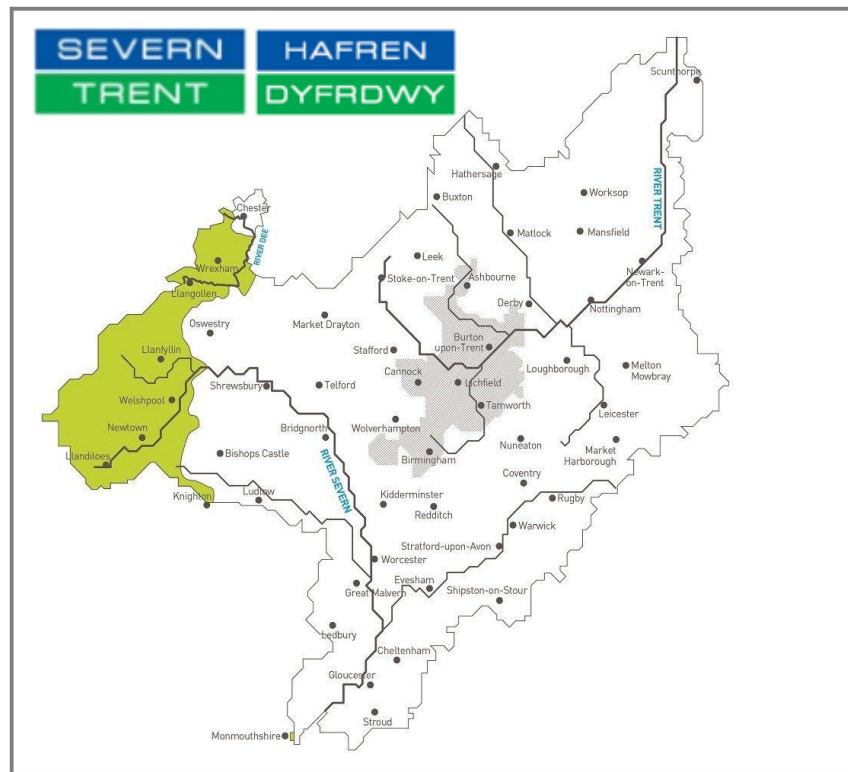 SEVERN
TRENT
HAFREN
DYFRDWY
Scunthorpe
Hathersage
Buxton
Worksop
RIVER TRENT
Chester
Matlock
Mansfield
RIVER DEE
Leek
Wrexham
Stoke-on-Trent
Ashbourne
Newark-
on-Trent
Llangollen
Derby
Nottingham
Oswestry
Market Drayton
Burton
upon-Trent
Stafford
Llanfyllin
Loughborough
Melton
Mowbray
Cannock
Lichfield
Shrewsbury
Telford
Welshpool
Tamworth
Leicester
Wolverhampton
Newtown
Bridgnorth
Nuneaton
Market
Harborough
Bishops Castle
Llandiloes
Birmingham
RIVER SEVERN
Coventry
Knighton
Ludlow
Kidderminster
Redditch
Rugby
Warwick
Stratford-upon-Avon
Worcester
Evesham
Great Malvern
Shipston-on-Stour
Ledbury
Cheltenham
Gloucester
Stroud
Monmouthshire